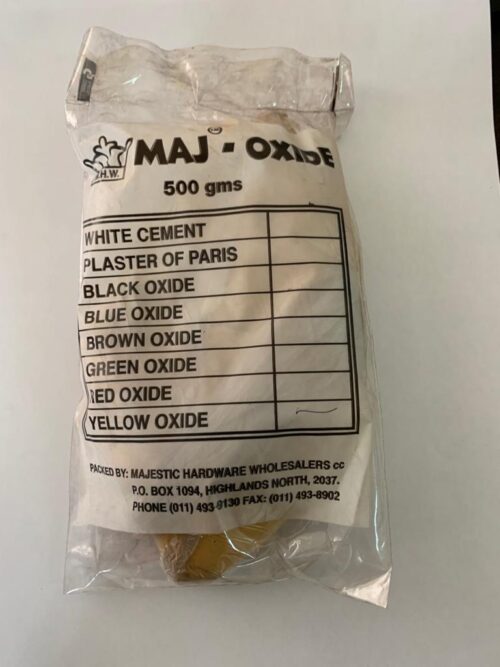 MAJ® - OXIDE
H.W.
500 gms
WHITE CEMENT
PLASTER OF PARIS
BLACK OXIDE
BLUE OXIDE
BROWN OXIDE
GREEN OXIDE
RED OXIDE
YELLOW OXIDE
PACKED BY: MAJESTIC HARDWARE WHOLESALERS cc
P.O. BOX 1094, HIGHLANDS NORTH, 2037.
PHONE (011) 493-9130 FAX: (011) 493-8902